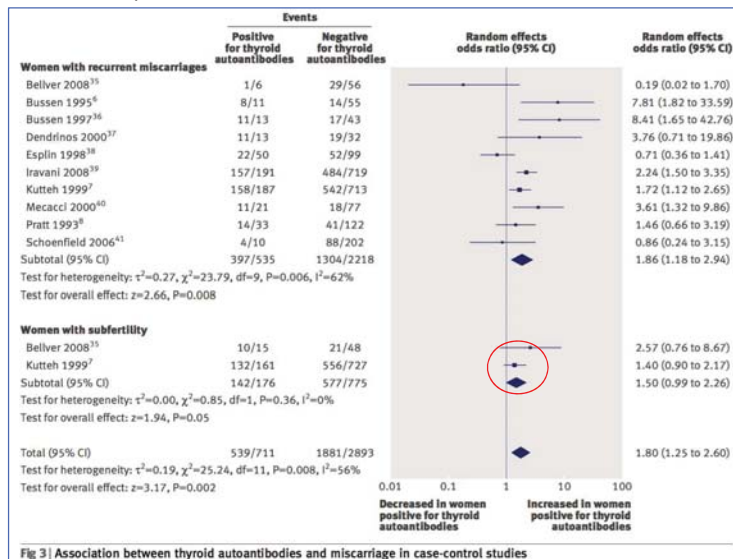 Events
Positive for thyroid autoantibodies
Negative for thyroid autoantibodies
Random effects odds ratio (95% CI)
Random effects odds ratio (95% CI)
Women with recurrent miscarriages
Bellver 2008³⁵ 1/6 29/56 0.19 (0.02 to 1.70)
Bussen 1995⁶ 8/11 14/55 7.81 (1.82 to 33.59)
Bussen 1997³⁶ 11/13 17/43 8.41 (1.65 to 42.76)
Dendrinos 2000³⁷ 11/13 19/32 3.76 (0.71 to 19.86)
Esplin 1998³⁸ 22/50 52/99 0.71 (0.36 to 1.41)
Iravani 2008³⁹ 157/191 484/719 2.24 (1.50 to 3.35)
Kutteh 1999⁷ 158/187 542/713 1.72 (1.12 to 2.65)
Mecacci 2000⁴⁰ 11/21 18/77 3.61 (1.32 to 9.86)
Pratt 1993⁸ 14/33 41/122 1.46 (0.66 to 3.19)
Schoenfield 2006⁴¹ 4/10 88/202 0.86 (0.24 to 3.15)
Subtotal (95% CI) 397/535 1304/2218 1.86 (1.18 to 2.94)
Test for heterogeneity: τ²=0.27, χ²=23.79, df=9, P=0.006, I²=62%
Test for overall effect: z=2.66, P=0.008
Women with subfertility
Bellver 2008³⁵ 10/15 21/48 2.57 (0.76 to 8.67)
Kutteh 1999⁷ 132/161 556/727 1.40 (0.90 to 2.17)
Subtotal (95% CI) 142/176 577/775 1.50 (0.99 to 2.26)
Test for heterogeneity: τ²=0.00, χ²=0.85, df=1, P=0.36, I²=0%
Test for overall effect: z=1.94, P=0.05
Total (95% CI) 539/711 1881/2893 1.80 (1.25 to 2.60)
Test for heterogeneity: τ²=0.19, χ²=25.24, df=11, P=0.008, I²=56%
Test for overall effect: z=3.17, P=0.002
0.01 0.1 1 10 100
Decreased in women positive for thyroid autoantibodies
Increased in women positive for thyroid autoantibodies
Fig 3 | Association between thyroid autoantibodies and miscarriage in case-control studies